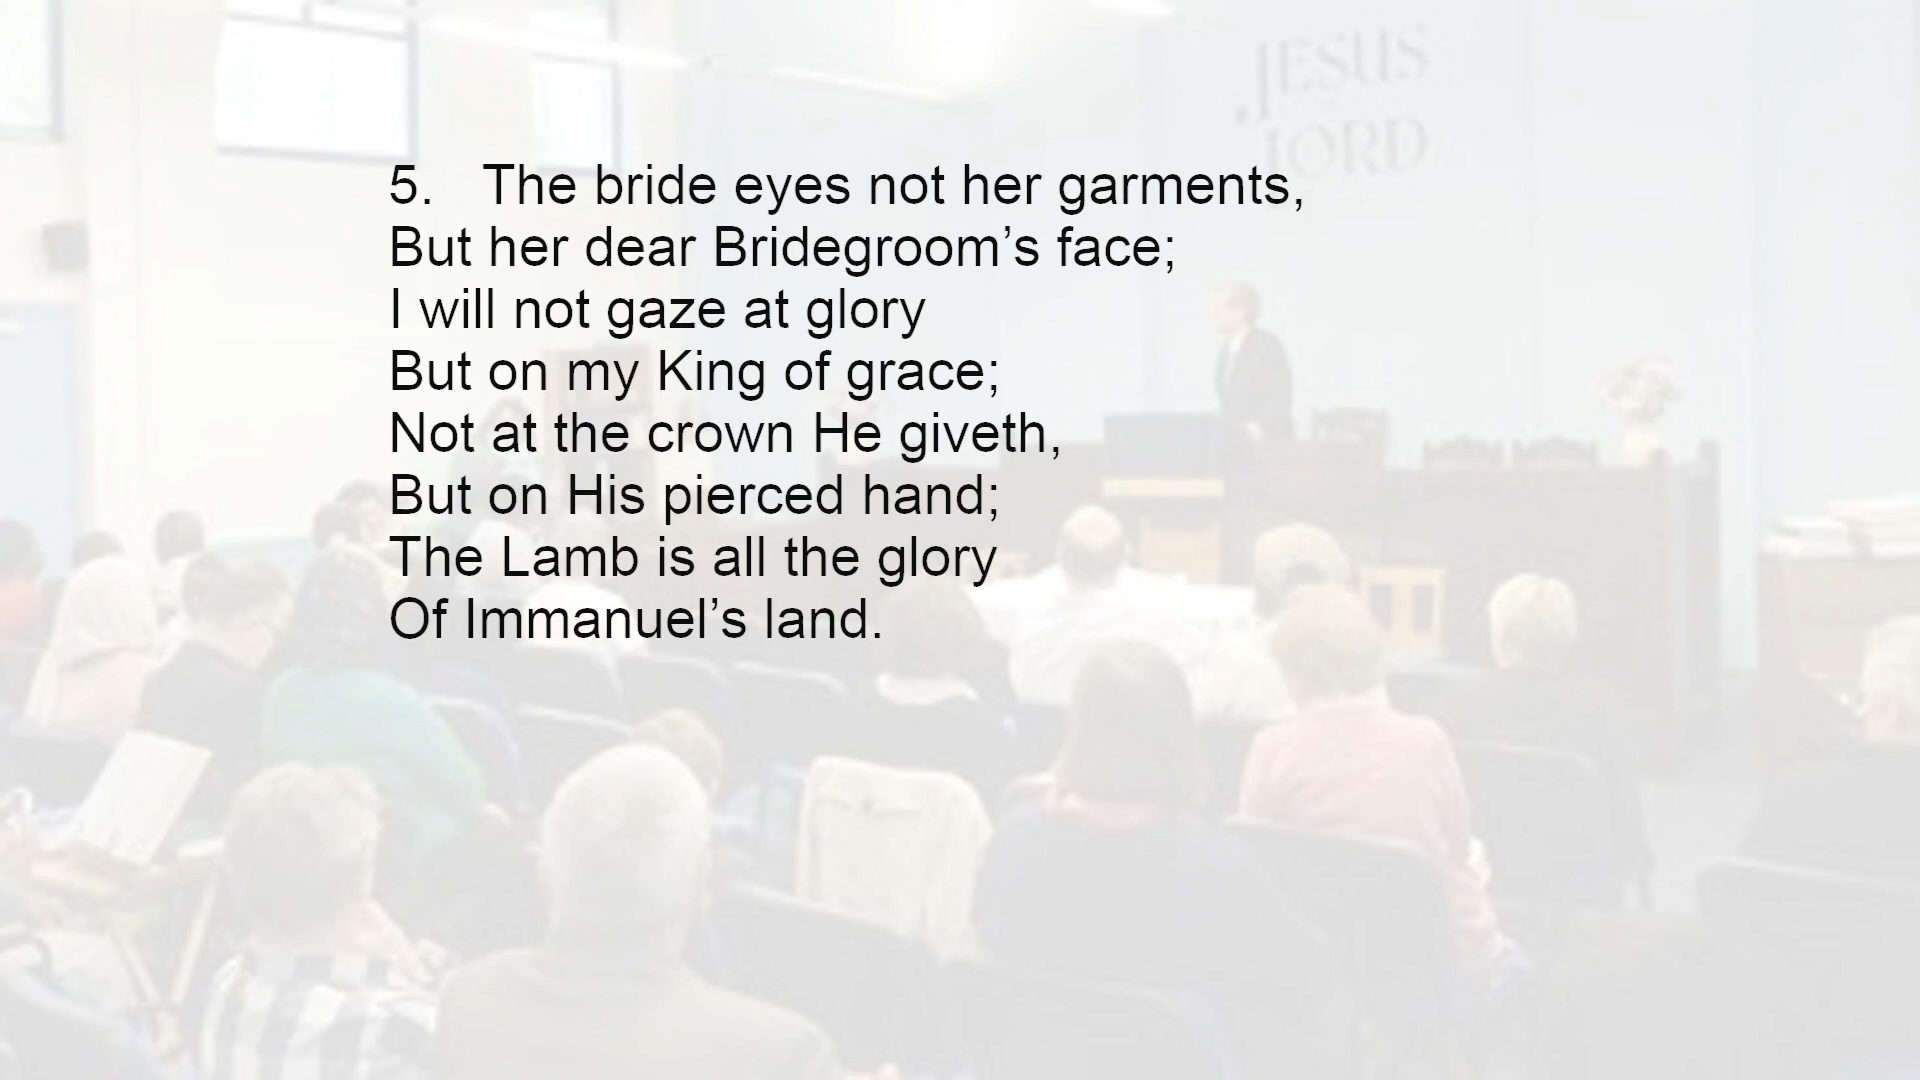 JESUS
LORD
5. The bride eyes not her garments,
But her dear Bridegroom’s face;
I will not gaze at glory
But on my King of grace;
Not at the crown He giveth,
But on His pierced hand;
The Lamb is all the glory
Of Immanuel’s land.